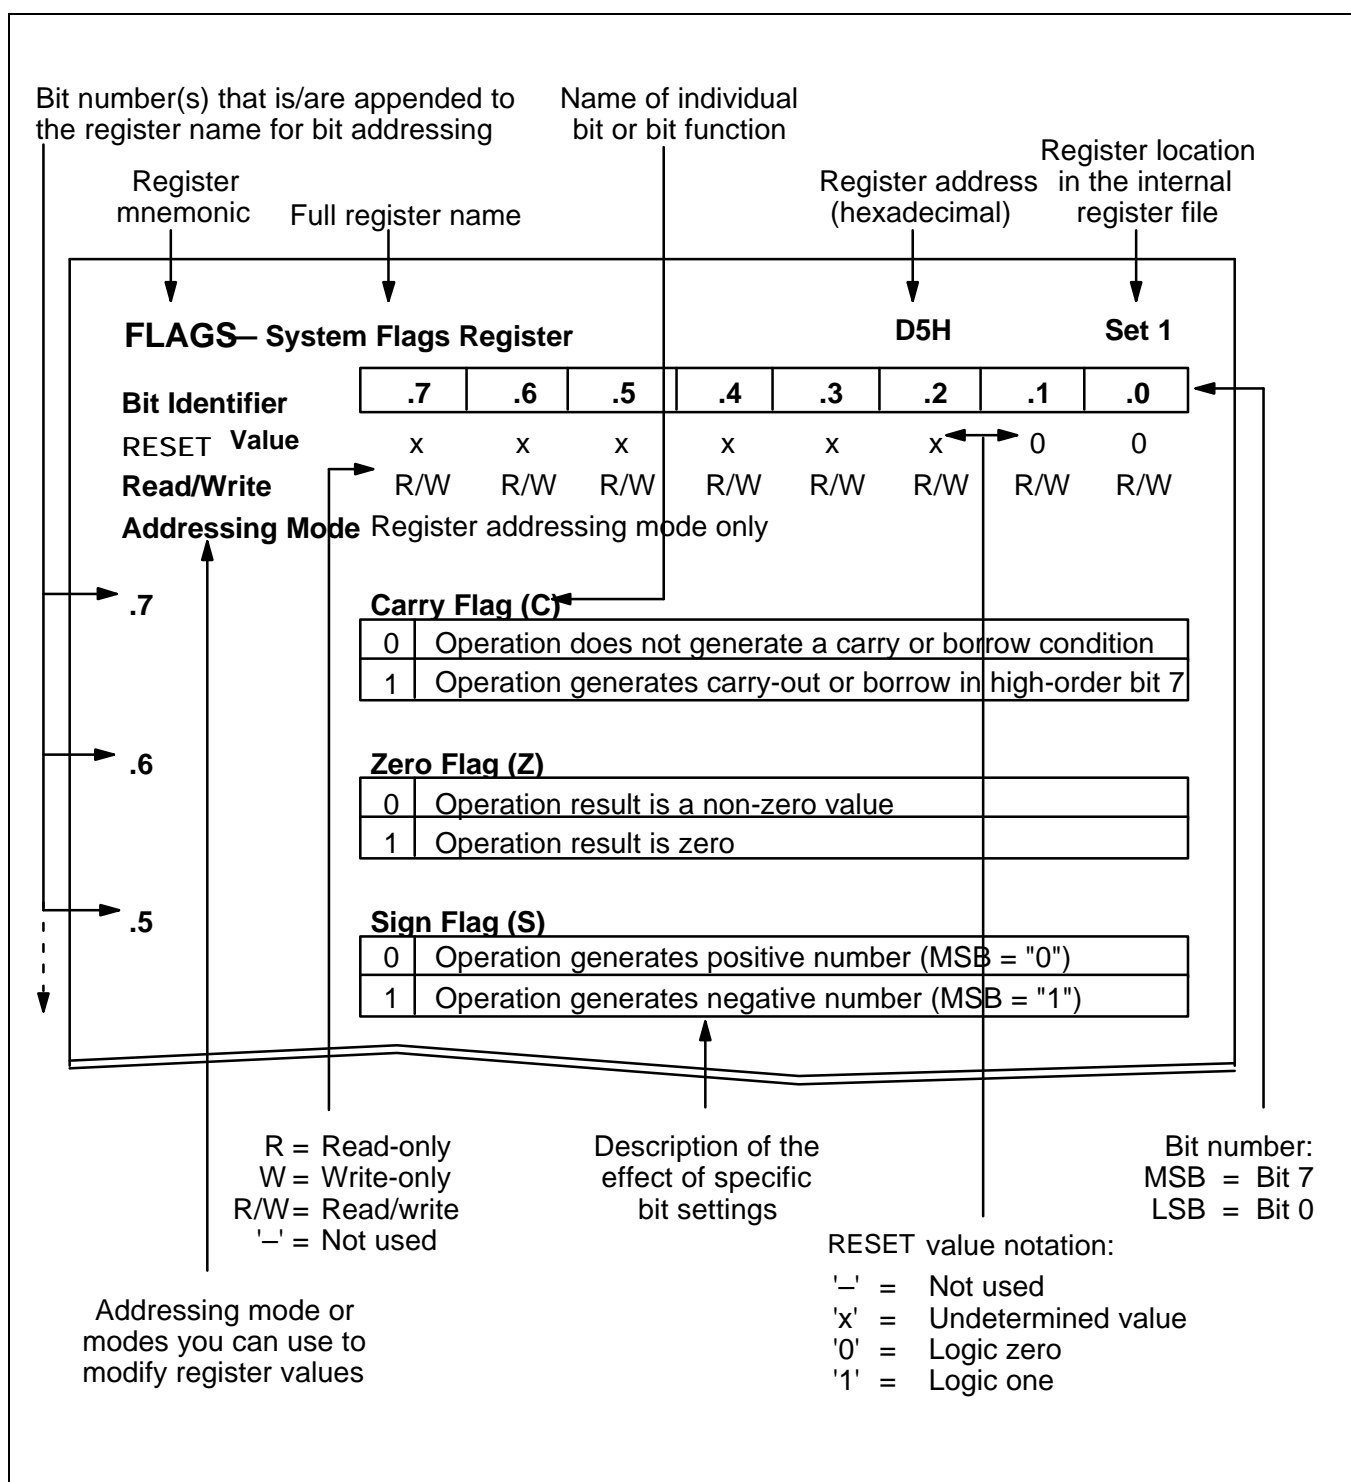 Bit number(s) that is/are appended to
the register name for bit addressing
Name of individual
bit or bit function
Register
mnemonic
Full register name
Register address
(hexadecimal)
Register location
in the internal
register file
FLAGS — System Flags Register D5H Set 1
Bit Identifier .7 .6 .5 .4 .3 .2 .1 .0
RESET Value x x x x x x 0 0
Read/Write R/W R/W R/W R/W R/W R/W R/W R/W
Addressing Mode Register addressing mode only
.7 Carry Flag (C)
0 Operation does not generate a carry or borrow condition
1 Operation generates carry-out or borrow in high-order bit 7
.6 Zero Flag (Z)
0 Operation result is a non-zero value
1 Operation result is zero
.5 Sign Flag (S)
0 Operation generates positive number (MSB = "0")
1 Operation generates negative number (MSB = "1")
R = Read-only
W = Write-only
R/W = Read/write
'–' = Not used
Description of the
effect of specific
bit settings
Bit number:
MSB = Bit 7
LSB = Bit 0
RESET value notation:
'–' = Not used
'x' = Undetermined value
'0' = Logic zero
'1' = Logic one
Addressing mode or
modes you can use to
modify register values